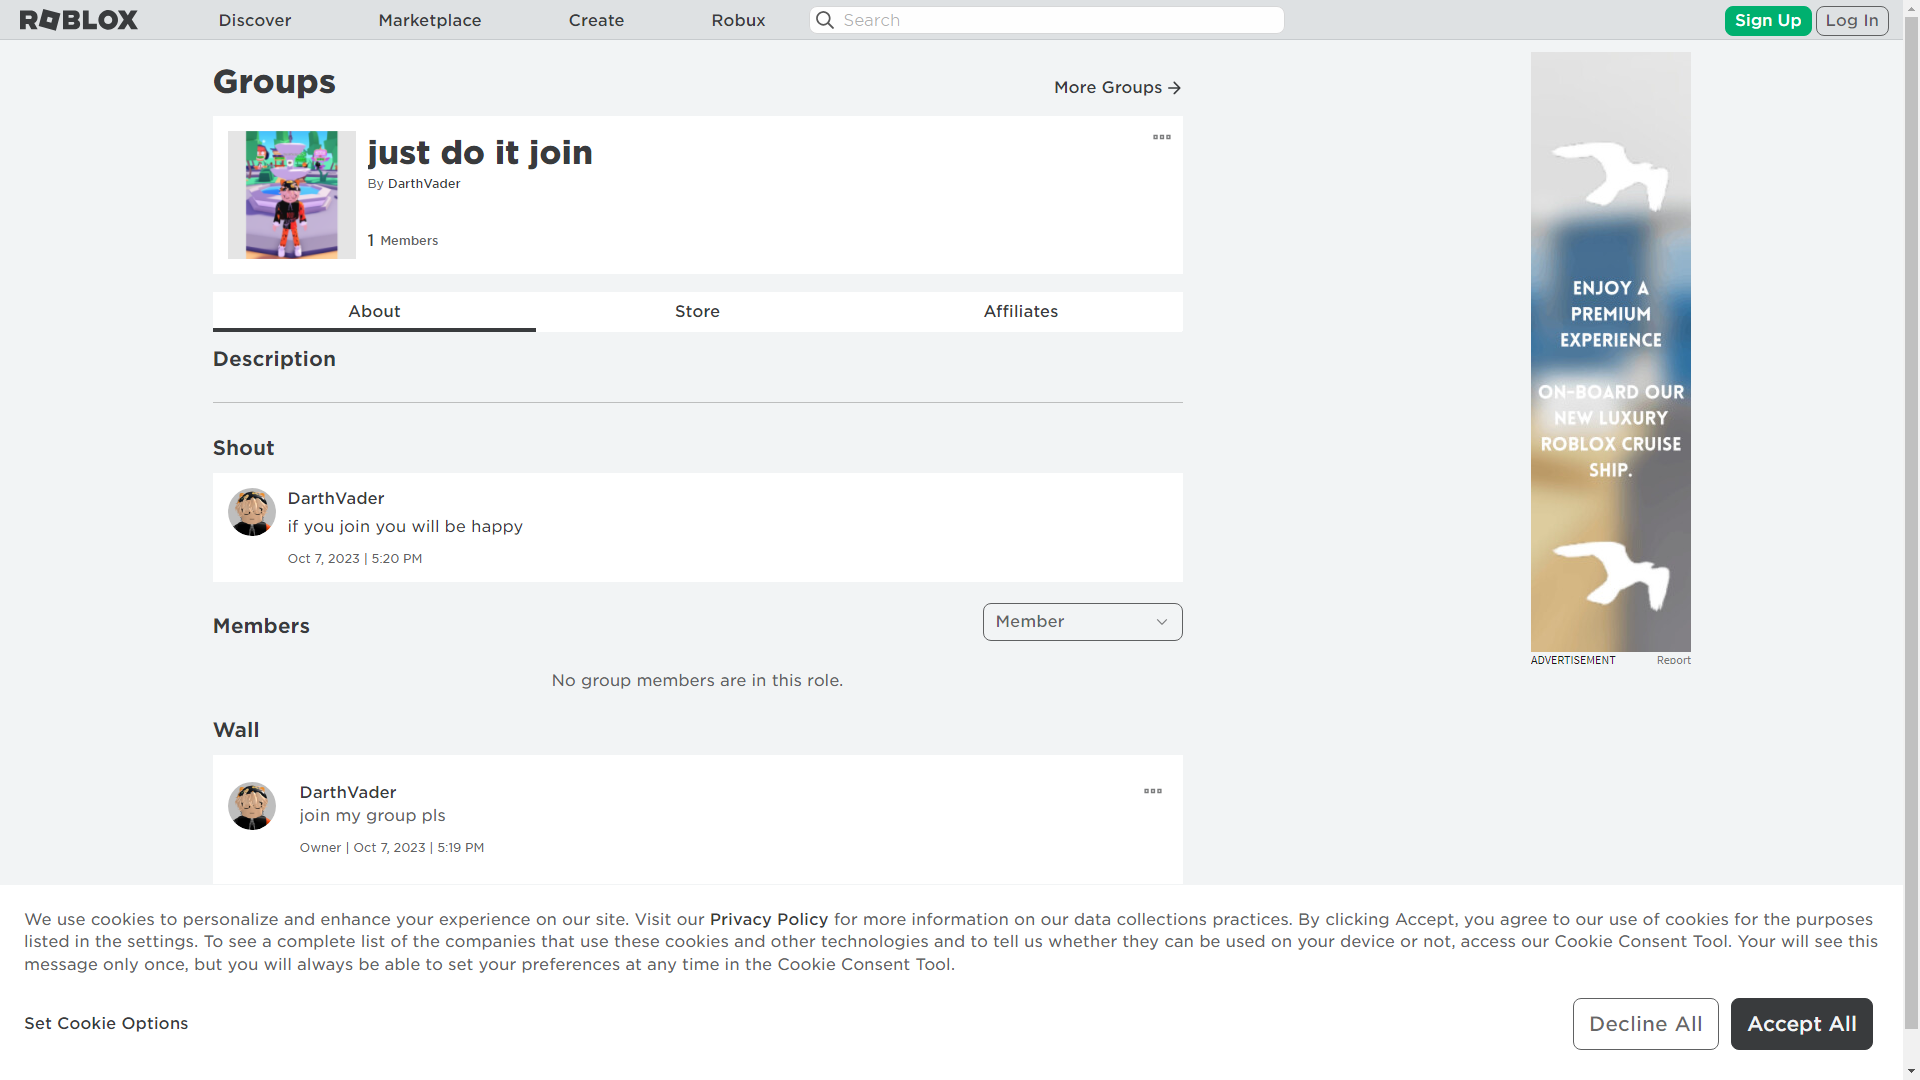 ROBLOX
Discover
Marketplace
Create
Robux
Search
Sign Up
Log In
Groups
More Groups
just do it join
By DarthVader
1 Members
About
Store
Affiliates
Description
Shout
DarthVader
if you join you will be happy
Oct 7, 2023 | 5:20 PM
Members
Member
No group members are in this role.
Wall
DarthVader
join my group pls
Owner | Oct 7, 2023 | 5:19 PM
ENJOY A
PREMIUM
EXPERIENCE
ON-BOARD OUR
NEW LUXURY
ROBLOX CRUISE
SHIP.
ADVERTISEMENT
Report
We use cookies to personalize and enhance your experience on our site. Visit our Privacy Policy for more information on our data collections practices. By clicking Accept, you agree to our use of cookies for the purposes
listed in the settings. To see a complete list of the companies that use these cookies and other technologies and to tell us whether they can be used on your device or not, access our Cookie Consent Tool. Your will see this
message only once, but you will always be able to set your preferences at any time in the Cookie Consent Tool.
Set Cookie Options
Decline All
Accept All